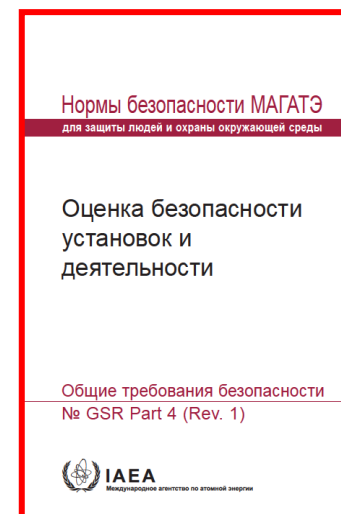 Нормы безопасности МАГАТЭ
для защиты людей и охраны окружающей среды
Оценка безопасности
установок и
деятельности
Общие требования безопасности
№ GSR Part 4 (Rev. 1)
IAEA
Международное агентство по атомной энергии